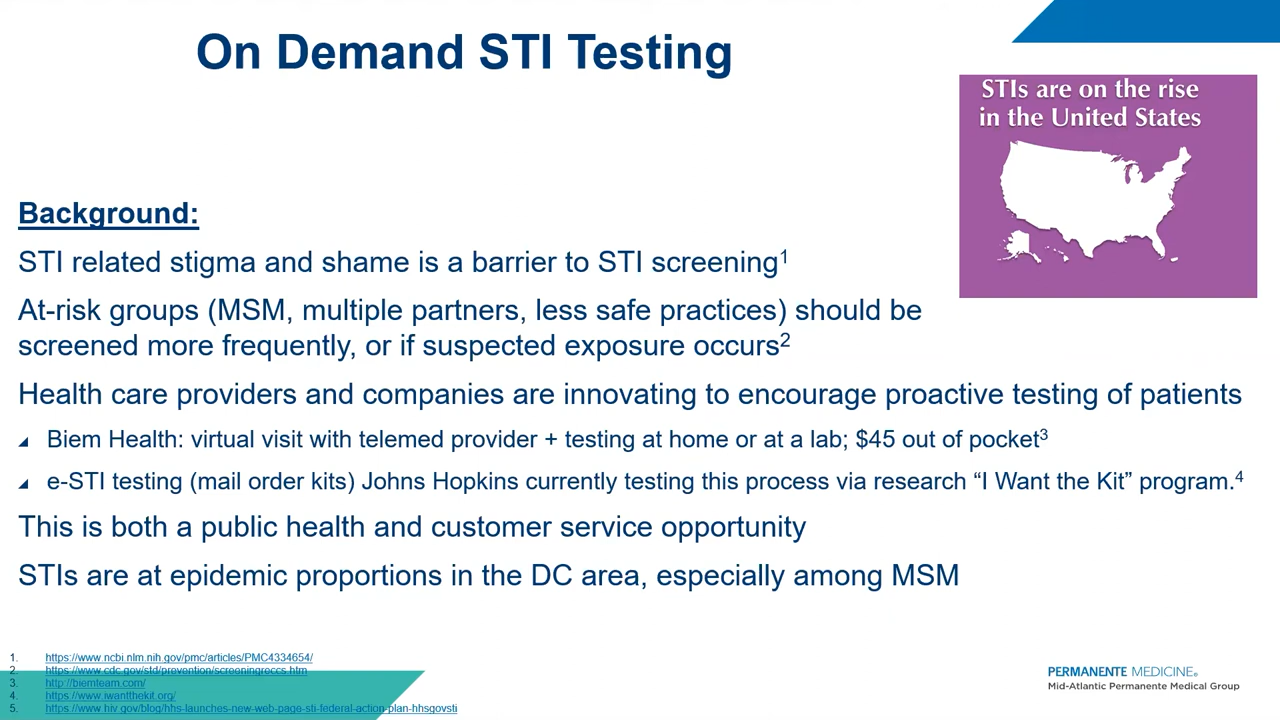 On Demand STI Testing
STIs are on the rise
in the United States
Background:
STI related stigma and shame is a barrier to STI screening1
At-risk groups (MSM, multiple partners, less safe practices) should be
screened more frequently, or if suspected exposure occurs2
Health care providers and companies are innovating to encourage proactive testing of patients
Biem Health: virtual visit with telemed provider + testing at home or at a lab; $45 out of pocket3
e-STI testing (mail order kits) Johns Hopkins currently testing this process via research “I Want the Kit” program.4
This is both a public health and customer service opportunity
STIs are at epidemic proportions in the DC area, especially among MSM
1. https://www.ncbi.nlm.nih.gov/pmc/articles/PMC4334654/
2. https://www.cdc.gov/std/prevention/screeningreccs.htm
3. http://biemteam.com/
4. https://www.iwantthekit.org/
5. https://www.hiv.gov/blog/hhs-launches-new-web-page-sti-federal-action-plan-hhsgovsti
PERMANENTE MEDICINE®
Mid-Atlantic Permanente Medical Group